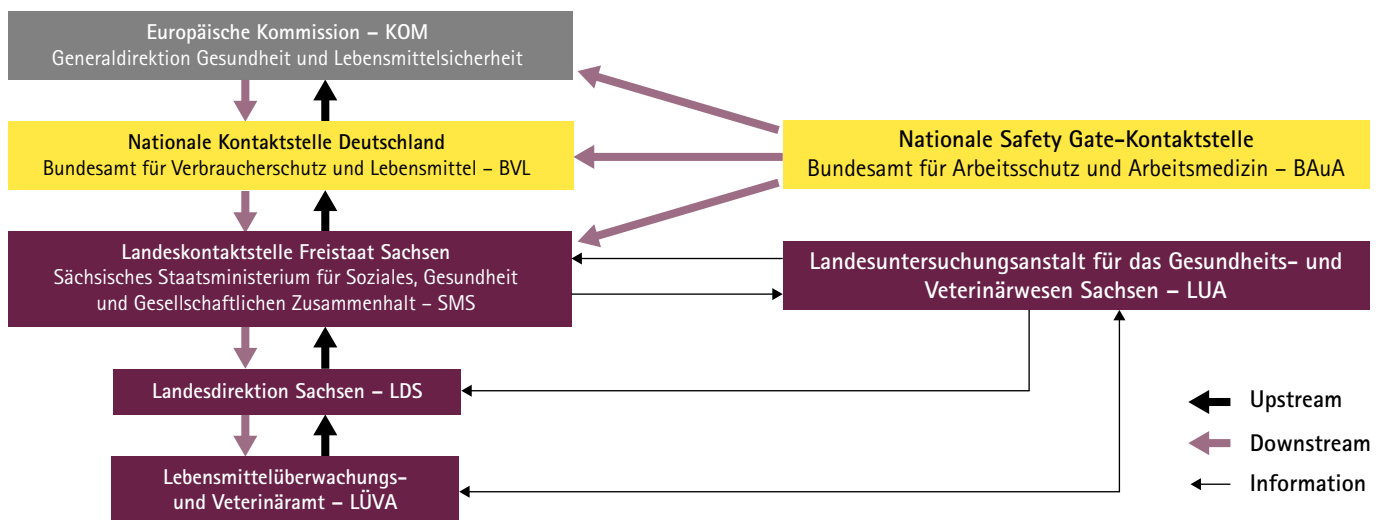 Europäische Kommission – KOM
Generaldirektion Gesundheit und Lebensmittelsicherheit
Nationale Kontaktstelle Deutschland
Bundesamt für Verbraucherschutz und Lebensmittel – BVL
Nationale Safety Gate-Kontaktstelle
Bundesamt für Arbeitsschutz und Arbeitsmedizin – BAuA
Landeskontaktstelle Freistaat Sachsen
Sächsisches Staatsministerium für Soziales, Gesundheit
und Gesellschaftlichen Zusammenhalt – SMS
Landesuntersuchungsanstalt für das Gesundheits- und
Veterinärwesen Sachsen – LUA
Landesdirektion Sachsen – LDS
Lebensmittelüberwachungs-
und Veterinäramt – LÜVA
Upstream
Downstream
Information